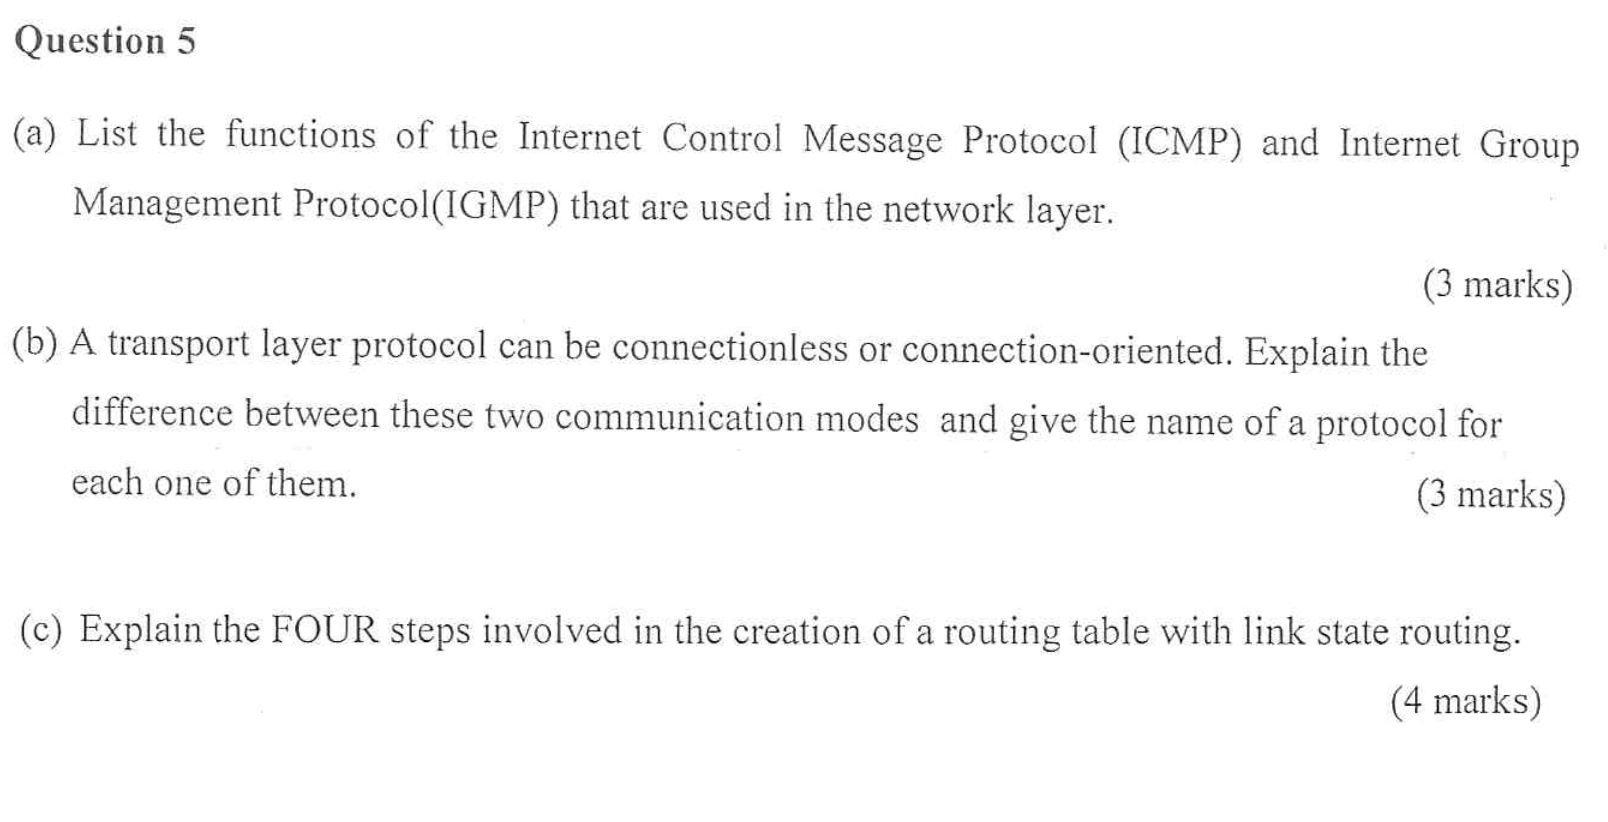 Question 5
(a) List the functions of the Internet Control Message Protocol (ICMP) and Internet Group
Management Protocol(IGMP) that are used in the network layer.
(3 marks)
(b) A transport layer protocol can be connectionless or connection-oriented. Explain the
difference between these two communication modes and give the name of a protocol for
each one of them.
(3 marks)
(c) Explain the FOUR steps involved in the creation of a routing table with link state routing.
(4 marks)